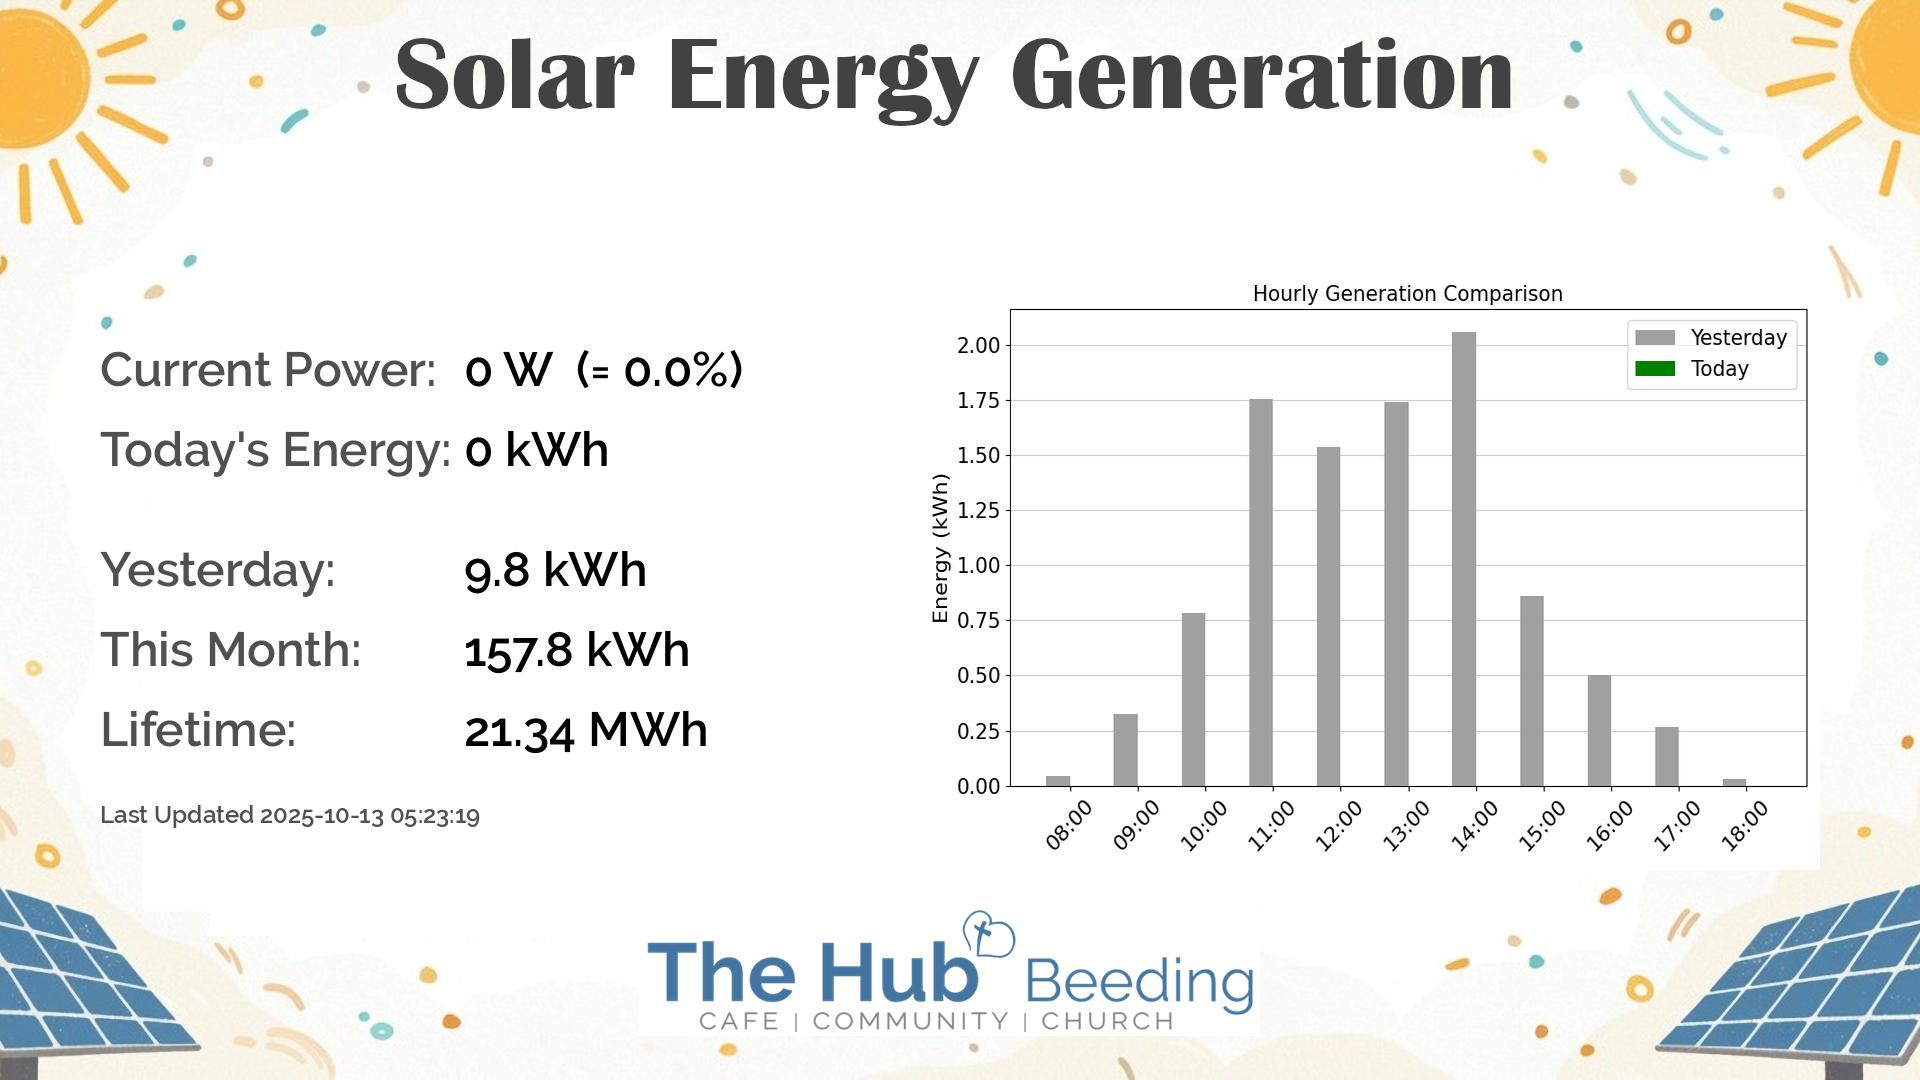 Solar Energy Generation
Current Power: 0 W (= 0.0%)
Today's Energy: 0 kWh
Yesterday: 9.8 kWh
This Month: 157.8 kWh
Lifetime: 21.34 MWh
Last Updated 2025-10-13 05:23:19
Hourly Generation Comparison
Yesterday
Today
Energy (kWh)
2.00
1.75
1.50
1.25
1.00
0.75
0.50
0.25
0.00
08:00 09:00 10:00 11:00 12:00 13:00 14:00 15:00 16:00 17:00 18:00
The Hub Beeding
CAFE | COMMUNITY | CHURCH